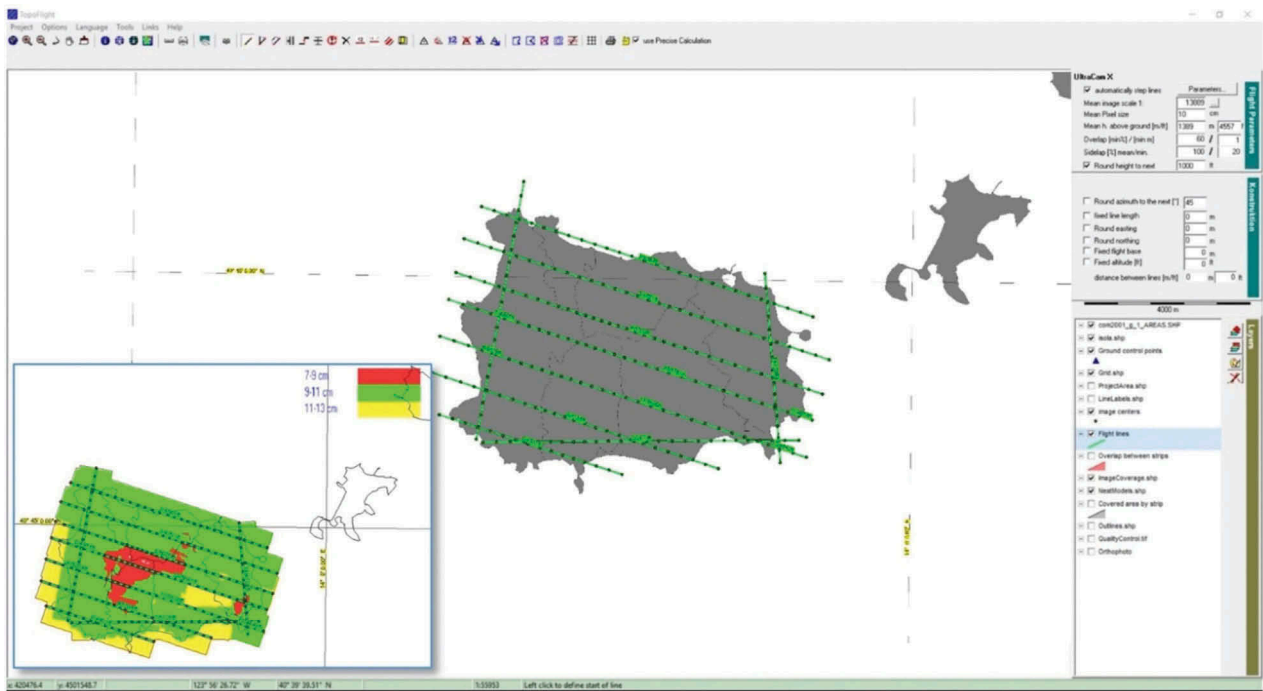 TopoFlight
Project Options Language Tools Links Help
use Precise Calculation
UltraCam X
automatically step lines Parameters...
Mean image scale 1: 13889 ...
Mean Pixel size 10 cm
Mean h. above ground [m/ft] 1389 m 4557 f
Overlap [min%] / [min m] 60 / 1
Sidelap [%] mean/min. 100 / 20
Round height to next 1000 ft
Flight Parameters
Round azimuth to the next [°] 45
fixed line length 0 m
Round easting 0 m
Round northing 0 m
Fixed flight base 0 m
Fixed altitude [ft] 0 ft
distance between lines [m/ft] 0 m 0 ft
Konstruktion
4000 m
com2001_g_1_AREAS.SHP
isola.shp
Ground control points
Grid.shp
ProjectArea.shp
LineLabels.shp
Image centers
Flight lines
Overlap between strips
ImageCoverage.shp
NeatModels.shp
Covered area by strip
Outlines.shp
QualityControl.tif
Orthophoto
Layers
7-9 cm
9-11 cm
11-13 cm
x: 420476.4 y: 4501548.7 123° 56' 26.72" W 40° 39' 39.51" N 1:55953 Left click to define start of line